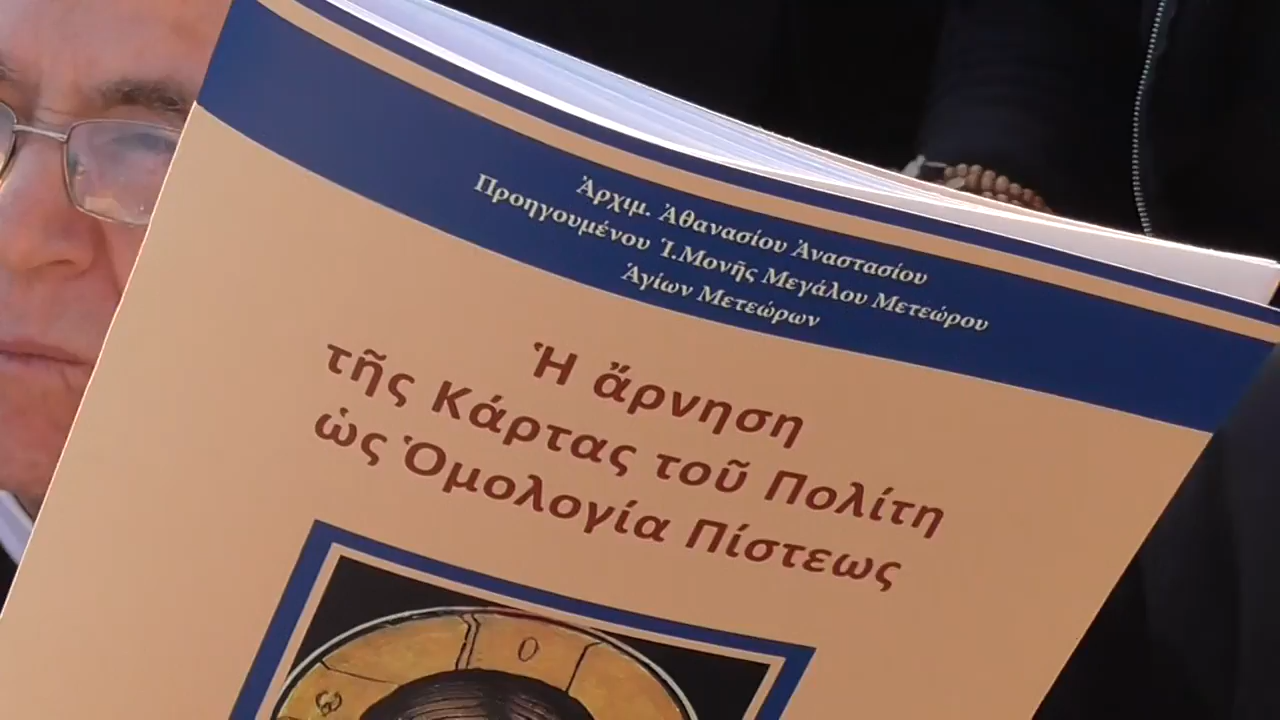 Ἀρχιμ. Ἀθανασίου Ἀναστασίου
Προηγουμένου Ἱ.Μονῆς Μεγάλου Μετεώρου
Ἁγίων Μετεώρων
Ἡ ἄρνηση
τῆς Κάρτας τοῦ Πολίτη
ὡς Ὁμολογία Πίστεως
ὁ